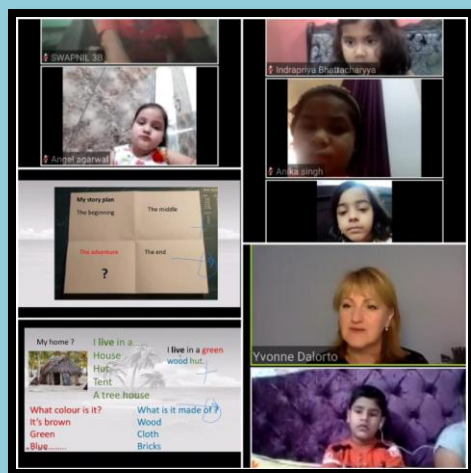 SWAPNIL 3B
Angel agarwal
My story plan
The beginning
The middle
The adventure
?
The end
My home ?
I live in a.....
House
Hut
Tent
A tree house
I live in a green
wood hut.
What colour is it?
It's brown
Green
Blue.........
What is it made of ?
Wood
Cloth
Bricks
Indrapriya Bhattacharyya
Anika singh
Yvonne Dalorto